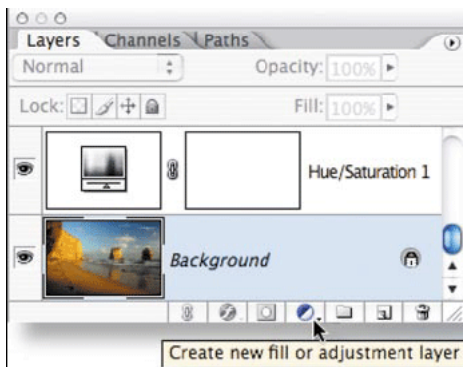 Layers Channels Paths
Normal Opacity: 100%
Lock: Fill: 100%
Hue/Saturation 1
Background
Create new fill or adjustment layer